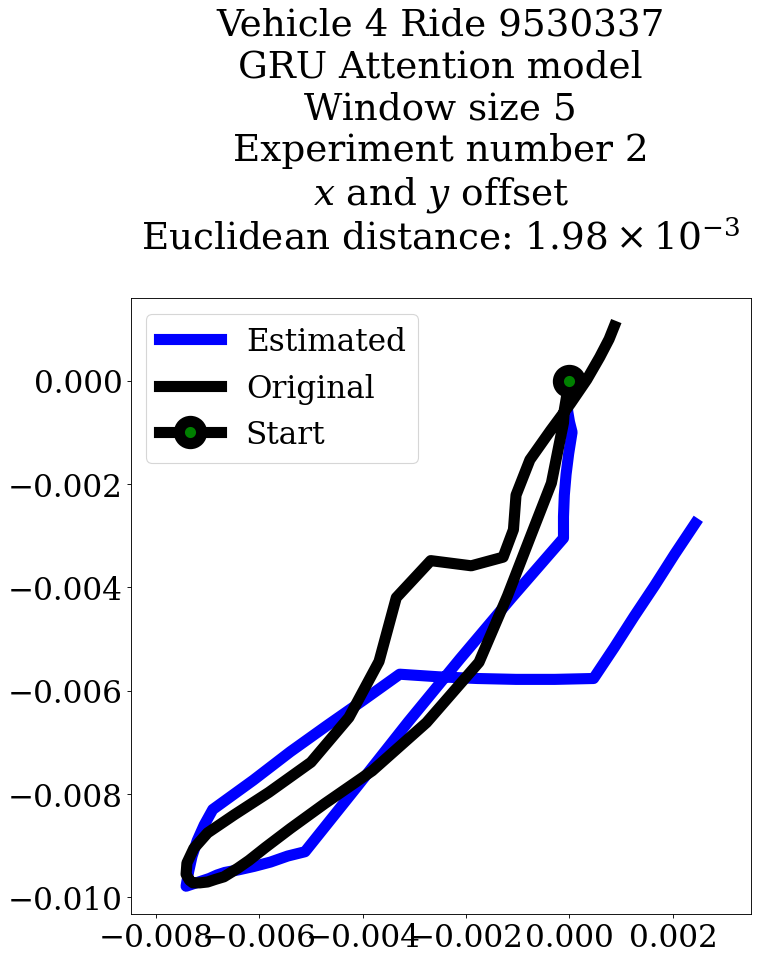 Vehicle 4 Ride 9530337
GRU Attention model
Window size 5
Experiment number 2
x and y offset
Euclidean distance: 1.98 × 10⁻³
Estimated
Original
Start
0.000
−0.002
−0.004
−0.006
−0.008
−0.010
−0.008 −0.006 −0.004 −0.002 0.000 0.002